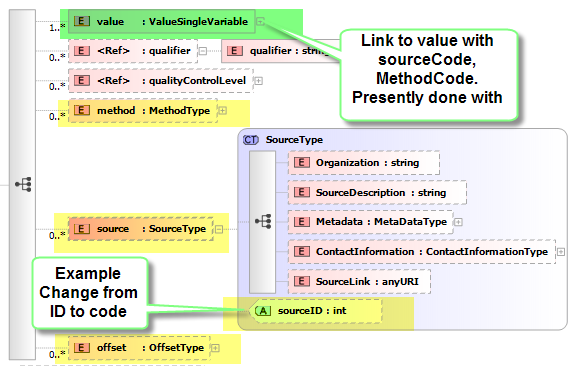 1..*
E value : ValueSingleVariable
0..*
E <Ref> : qualifier
E qualifier : string
0..*
E <Ref> : qualityControlLevel
0..*
E method : MethodType
Link to value with
sourceCode,
MethodCode.
Presently done with
CT SourceType
E Organization : string
E SourceDescription : string
E Metadata : MetaDataType
E ContactInformation : ContactInformationType
E SourceLink : anyURI
A sourceID : int
0..*
E source : SourceType
Example
Change from
ID to code
0..*
E offset : OffsetType